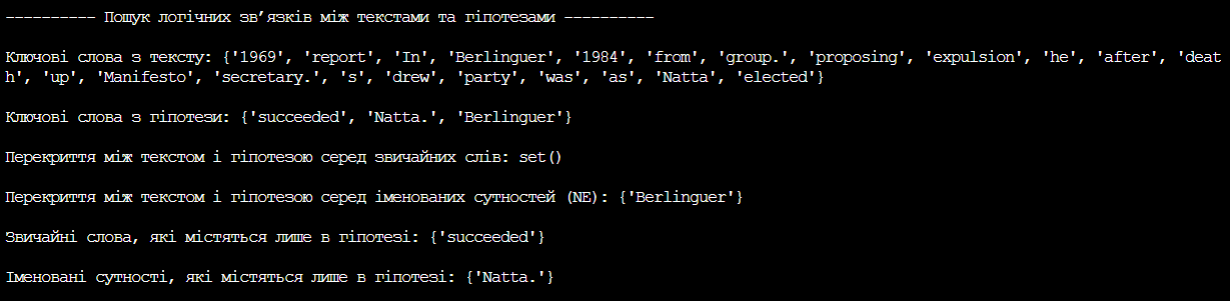 ---------- Пошук логічних зв’язків між текстами та гіпотезами ----------
Ключові слова з тексту: {'1969', 'report', 'In', 'Berlinguer', '1984', 'from', 'group.', 'proposing', 'expulsion', 'he', 'after', 'deat
h', 'up', 'Manifesto', 'secretary.', 's', 'drew', 'party', 'was', 'as', 'Natta', 'elected'}
Ключові слова з гіпотези: {'succeeded', 'Natta.', 'Berlinguer'}
Перекриття між текстом і гіпотезою серед звичайних слів: set()
Перекриття між текстом і гіпотезою серед іменованих сутностей (NE): {'Berlinguer'}
Звичайні слова, які містяться лише в гіпотезі: {'succeeded'}
Іменовані сутності, які містяться лише в гіпотезі: {'Natta.'}